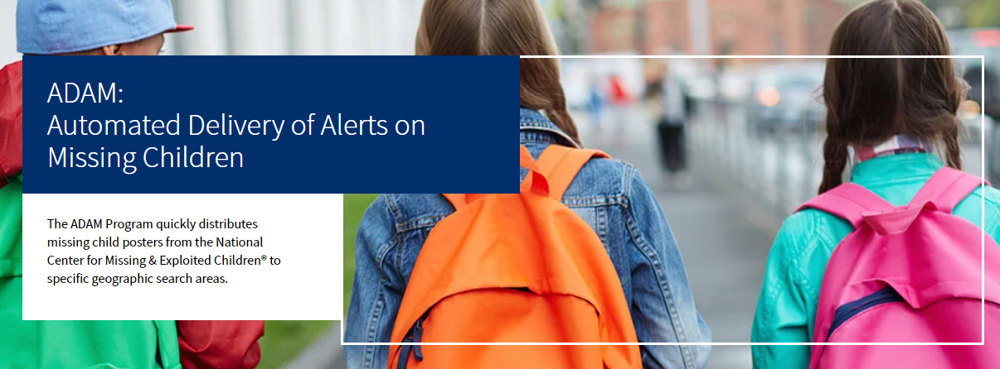 ADAM:
Automated Delivery of Alerts on
Missing Children
The ADAM Program quickly distributes
missing child posters from the National
Center for Missing & Exploited Children® to
specific geographic search areas.